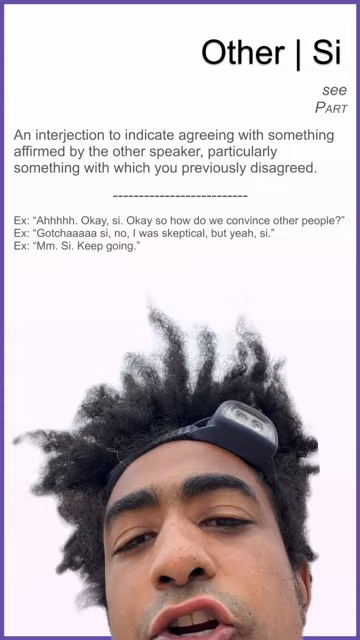 Other | Si
see
PART
An interjection to indicate agreeing with something
affirmed by the other speaker, particularly
something with which you previously disagreed.
--------------------------
Ex: “Ahhhhh. Okay, si. Okay so how do we convince other people?”
Ex: “Gotchaaaaa si, no, I was skeptical, but yeah, si.”
Ex: “Mm. Si. Keep going.”